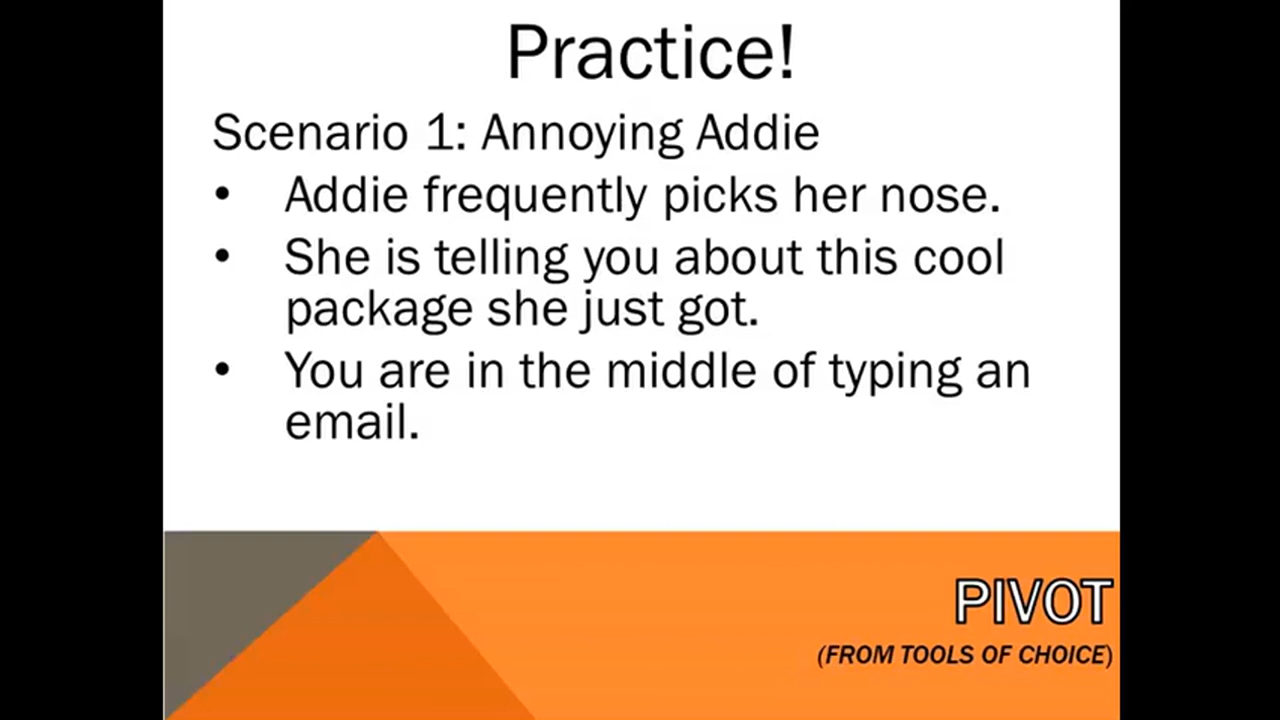 Practice!
Scenario 1: Annoying Addie
• Addie frequently picks her nose.
• She is telling you about this cool
package she just got.
• You are in the middle of typing an
email.
PIVOT
(FROM TOOLS OF CHOICE)